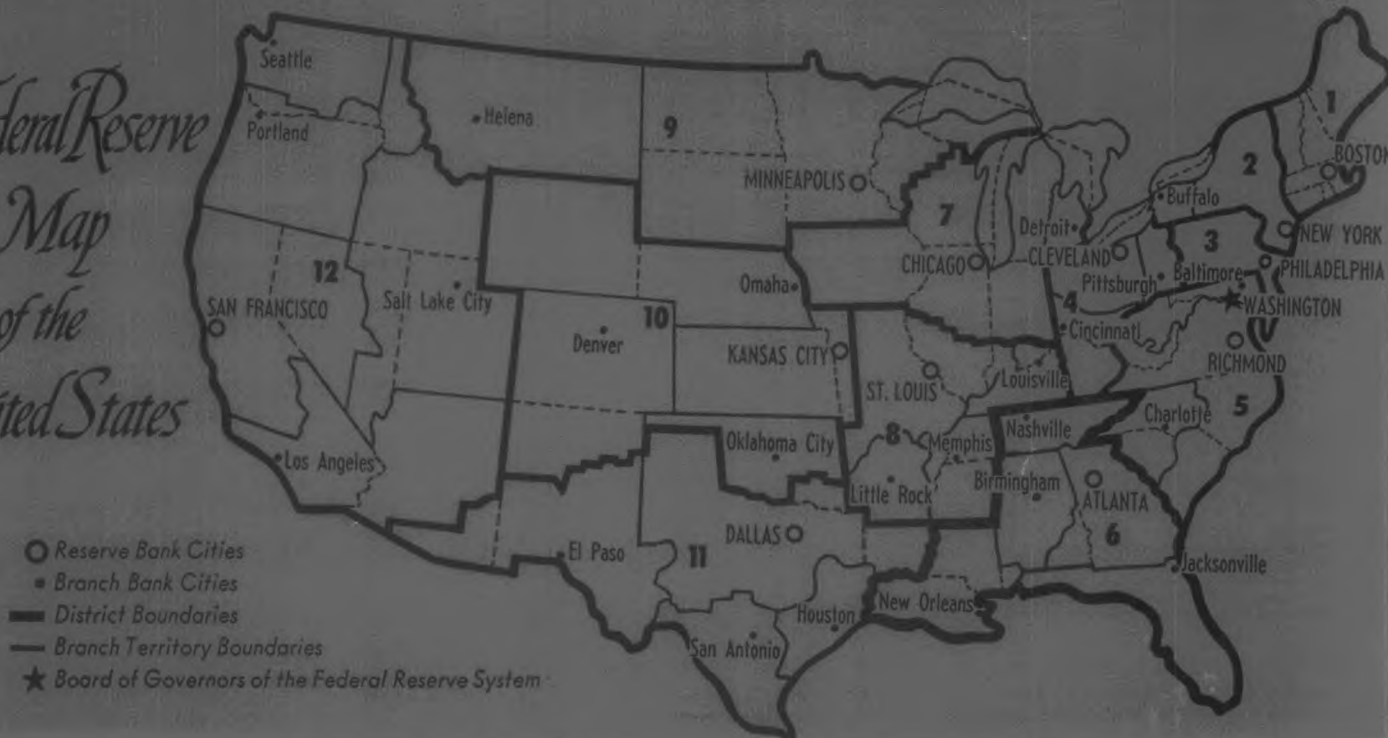 deral Reserve
Map
of the
ited States
Seattle
Portland
Helena
9
MINNEAPOLIS
1
BOSTON
2
Buffalo
7
Detroit
NEW YORK
CHICAGO
CLEVELAND
3
PHILADELPHIA
Pittsburgh
Baltimore
WASHINGTON
12
SAN FRANCISCO
Salt Lake City
Omaha
10
Denver
KANSAS CITY
4
Cincinnati
RICHMOND
ST. LOUIS
Louisville
5
Charlotte
Los Angeles
Oklahoma City
8
Memphis
Nashville
Little Rock
Birmingham
ATLANTA
6
DALLAS
El Paso
11
Jacksonville
Houston
New Orleans
San Antonio
Reserve Bank Cities
Branch Bank Cities
District Boundaries
Branch Territory Boundaries
Board of Governors of the Federal Reserve System